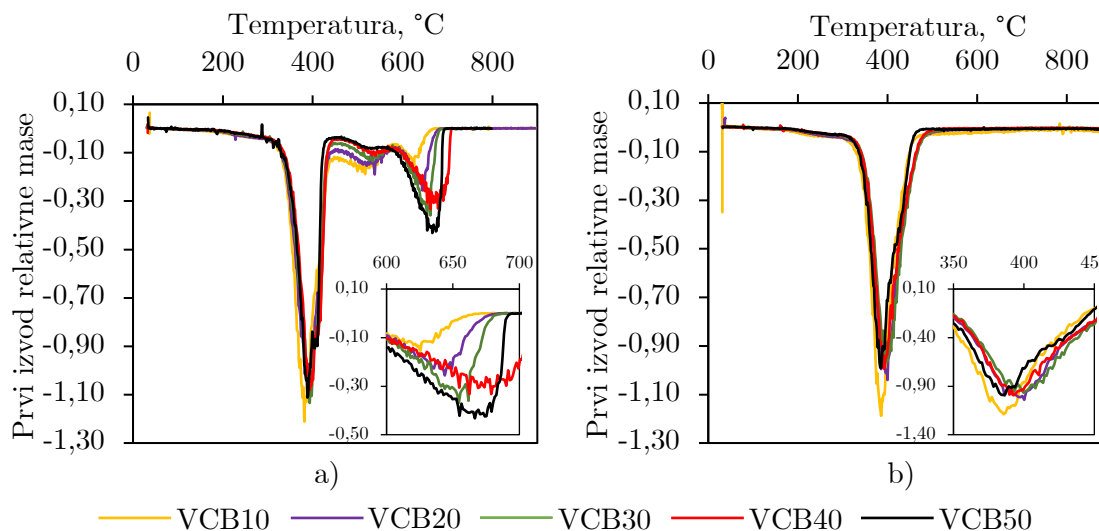 Temperatura, °C
0 200 400 600 800
Prvi izvod relativne mase
0,10
-0,10
-0,30
-0,50
-0,70
-0,90
-1,10
-1,30
600 650 700
0,10
-0,10
-0,30
-0,50
a)
Temperatura, °C
0 200 400 600 800
Prvi izvod relativne mase
0,10
-0,10
-0,30
-0,50
-0,70
-0,90
-1,10
-1,30
350 400 45
0,10
-0,40
-0,90
-1,40
b)
VCB10 VCB20 VCB30 VCB40 VCB50